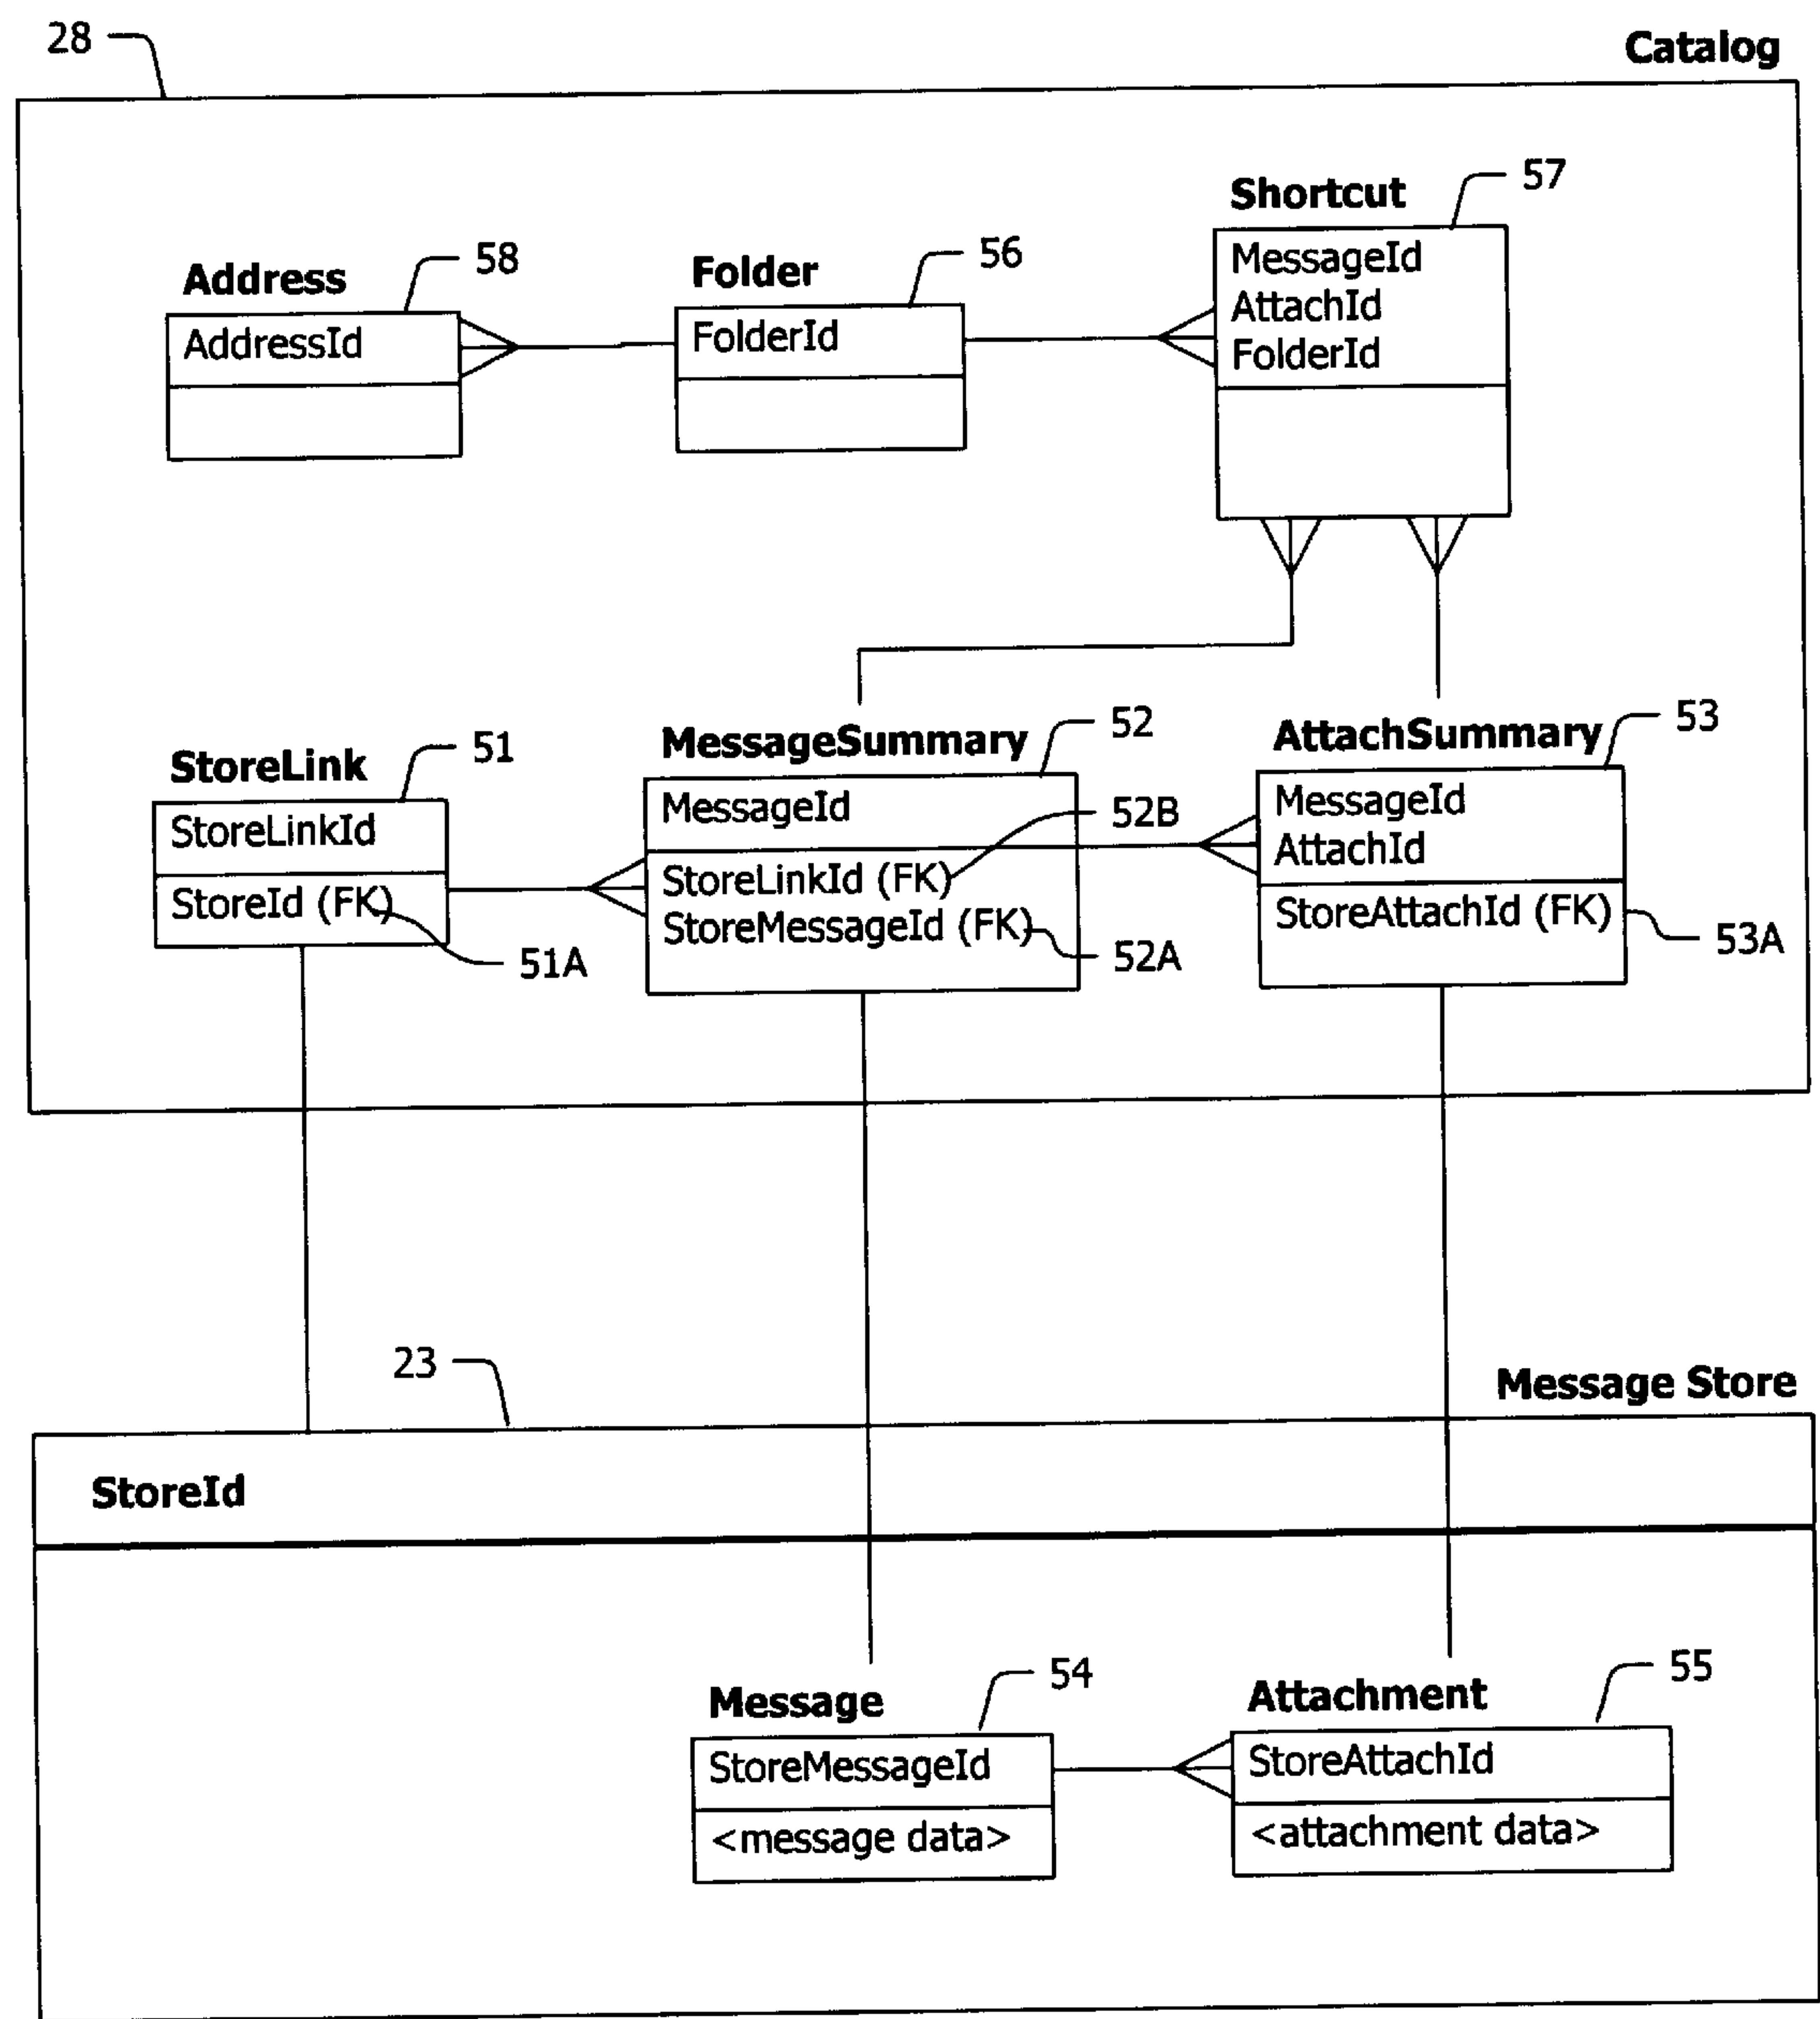 28
Catalog
Shortcut
57
MessageId
AttachId
FolderId
Address
58
AddressId
Folder
56
FolderId
StoreLink
51
StoreLinkId
StoreId (FK)
51A
MessageSummary
52
MessageId
52B
StoreLinkId (FK)
StoreMessageId (FK)
52A
AttachSummary
53
MessageId
AttachId
StoreAttachId (FK)
53A
23
Message Store
StoreId
Message
54
StoreMessageId
<message data>
Attachment
55
StoreAttachId
<attachment data>